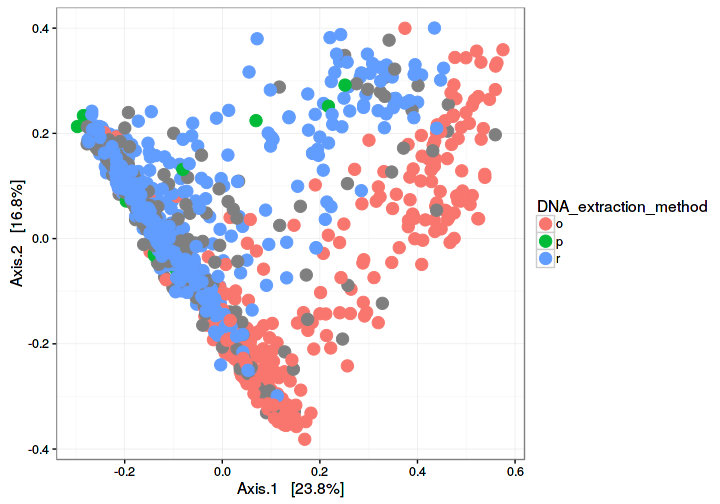 0.4
0.2
0.0
-0.2
-0.4
Axis.2 [16.8%]
-0.2 0.0 0.2 0.4 0.6
Axis.1 [23.8%]
DNA_extraction_method
o
p
r